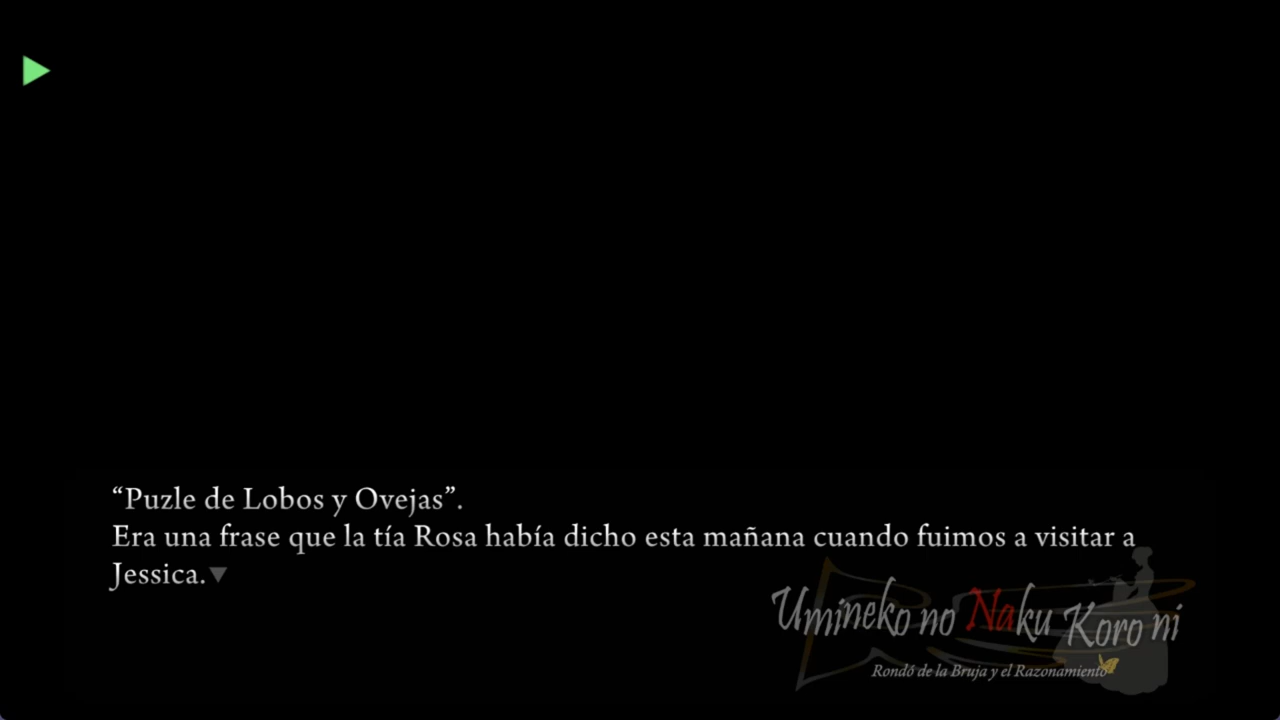 “Puzle de Lobos y Ovejas”.
Era una frase que la tía Rosa había dicho esta mañana cuando fuimos a visitar a
Jessica.
Umineko no Naku Koro ni
Rondó de la Bruja y el Razonamiento